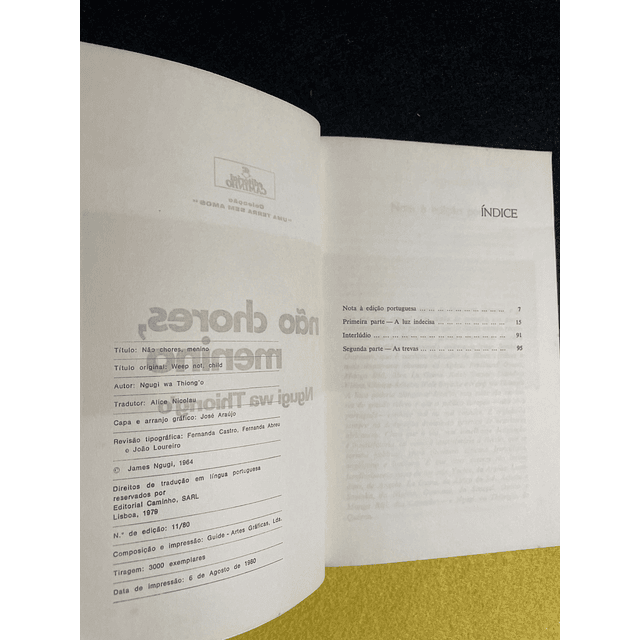 EDITORIAL CAMINHO
Colecção
"UMA TERRA SEM AMOS"
não chores,
menino
Ngugi wa Thiong'o
Título: Não chores, menino
Título original: Weep not, child
Autor: Ngugi wa Thiong'o
Tradutor: Alice Nicolau
Capa e arranjo gráfico: José Araújo
Revisão tipográfica: Fernanda Castro, Fernanda Abreu
e João Loureiro
© James Ngugi, 1964
Direitos de tradução em língua portuguesa
reservados por
Editorial Caminho, SARL
Lisboa, 1979
N.º de edição: 11/80
Composição e impressão: Guide - Artes Gráficas, Lda.
Tiragem: 3000 exemplares
Data de impressão: 6 de Agosto de 1980
ÍNDICE
Nota à edição portuguesa ... ... ... ... ... ... ... ... 7
Primeira parte — A luz indecisa ... ... ... ... ... ... ... 15
Interlúdio ... ... ... ... ... ... ... ... ... ... ... 91
Segunda parte — As trevas ... ... ... ... ... ... ... ... 95